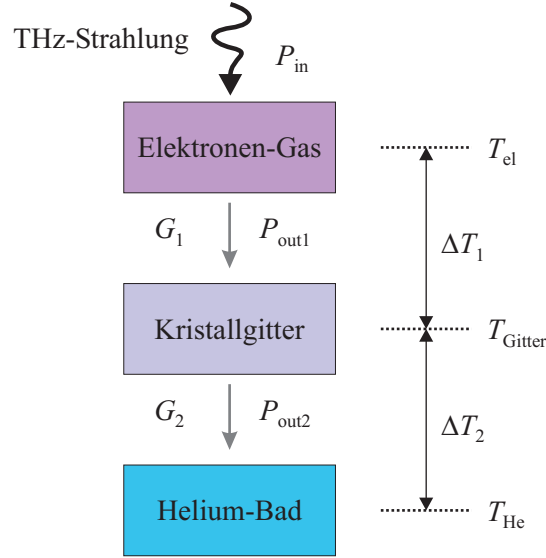 THz-Strahlung
P_in
Elektronen-Gas
T_el
G_1
P_out1
ΔT_1
Kristallgitter
T_Gitter
G_2
P_out2
ΔT_2
Helium-Bad
T_He